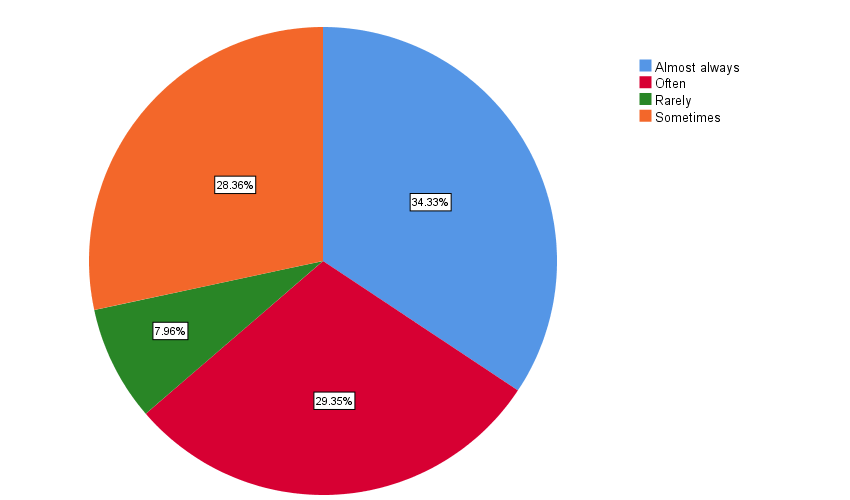 Almost always
Often
Rarely
Sometimes
28.36%
34.33%
7.96%
29.35%